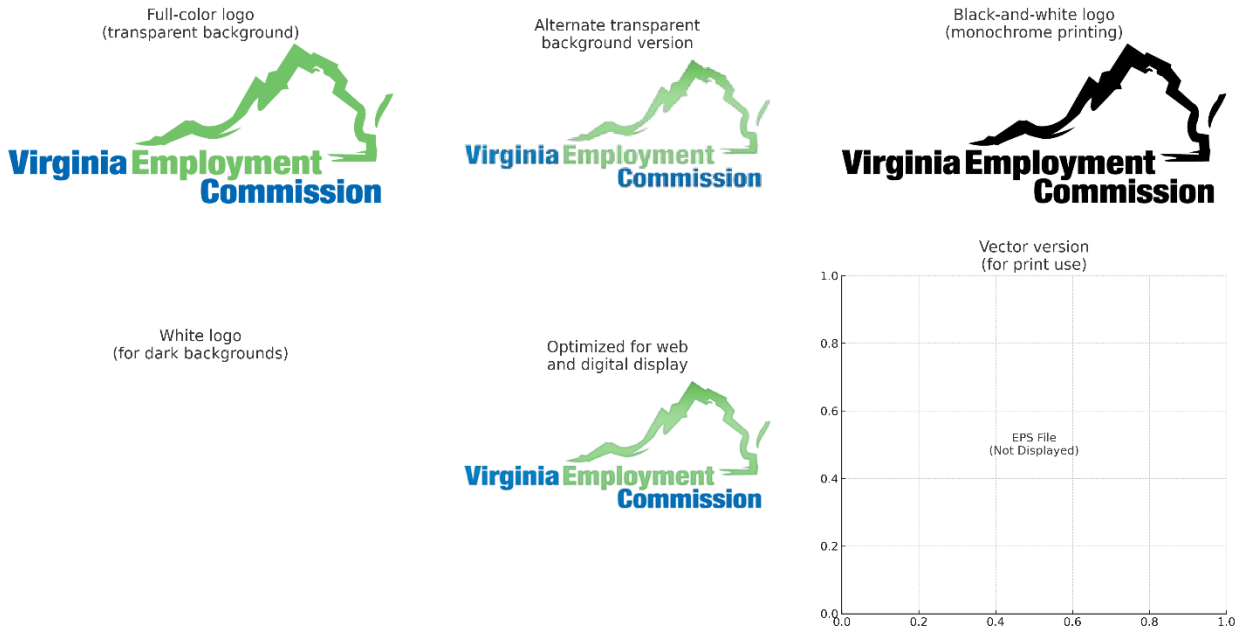 Full-color logo
(transparent background)
Virginia Employment
Commission
Alternate transparent
background version
Virginia Employment
Commission
Black-and-white logo
(monochrome printing)
Virginia Employment
Commission
White logo
(for dark backgrounds)
Optimized for web
and digital display
Virginia Employment
Commission
Vector version
(for print use)
1.0
0.8
0.6
0.4
0.2
0.0
EPS File
(Not Displayed)
0.0 0.2 0.4 0.6 0.8 1.0